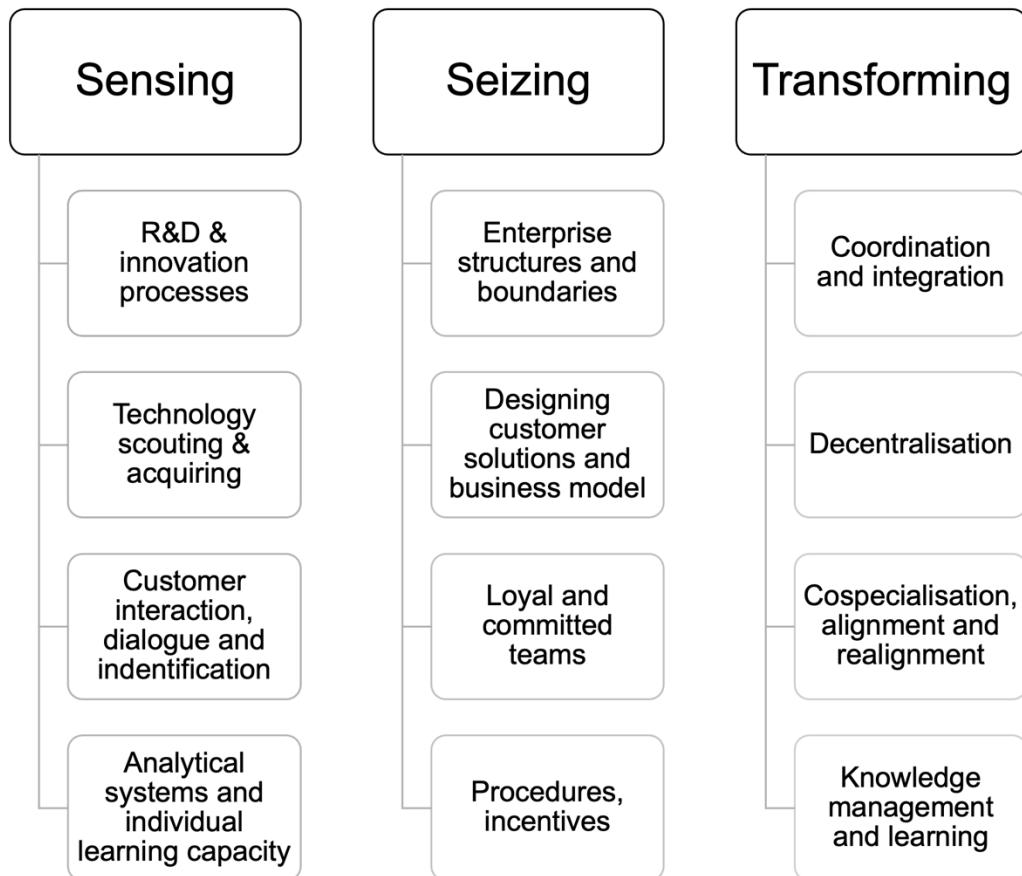 Sensing
R&D &
innovation
processes
Technology
scouting &
acquiring
Customer
interaction,
dialogue and
indentification
Analytical
systems and
individual
learning capacity
Seizing
Enterprise
structures and
boundaries
Designing
customer
solutions and
business model
Loyal and
committed
teams
Procedures,
incentives
Transforming
Coordination
and integration
Decentralisation
Cospecialisation,
alignment and
realignment
Knowledge
management
and learning